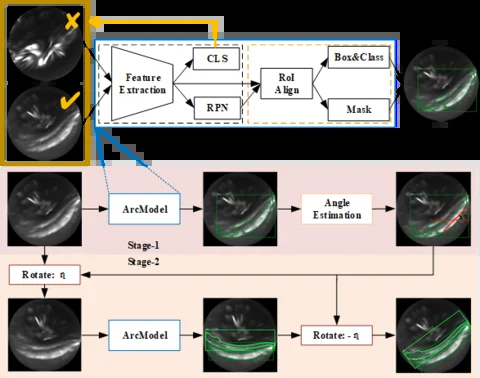 CLS
Feature
Extraction
RPN
RoI
Align
Box&Class
Mask
ArcModel
Angle
Estimation
Stage-1
Stage-2
Rotate: η
ArcModel
Rotate: - η